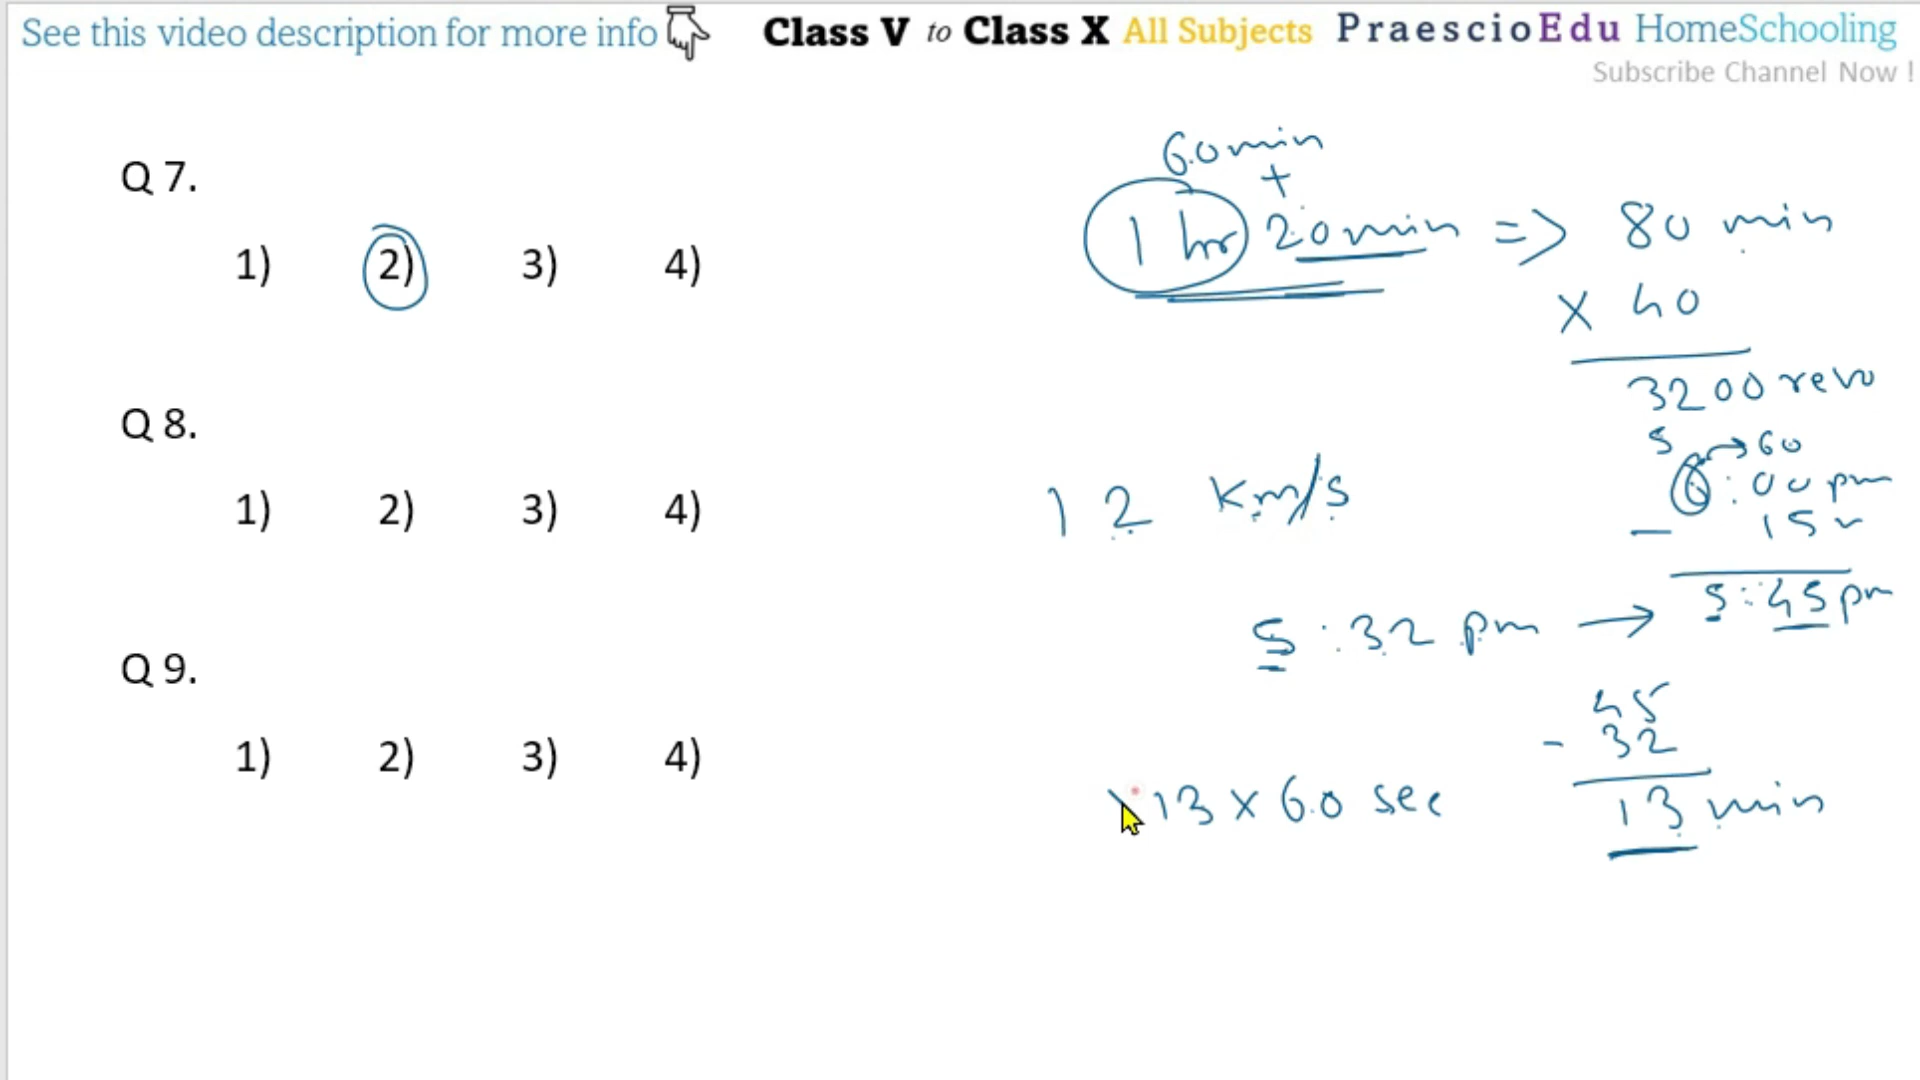 See this video description for more info Class V to Class X All Subjects PraescioEdu HomeSchooling
Subscribe Channel Now !
Q 7.
1) 2) 3) 4)
60 min
+
1 hr 20 min => 80 min
x 40
3200 revo
Q 8.
1) 2) 3) 4)
12 Km/s
5 60
6 : 00 pm
- 15
5 : 45 pm
5 : 32 pm →
Q 9.
1) 2) 3) 4)
45
- 32
13 min
13 x 60 sec